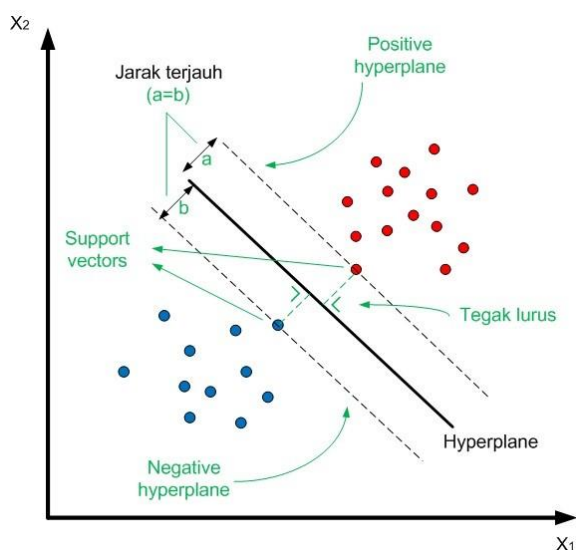 X2
Positive
hyperplane
Jarak terjauh
(a=b)
a
b
Support
vectors
Tegak lurus
Hyperplane
Negative
hyperplane
X1